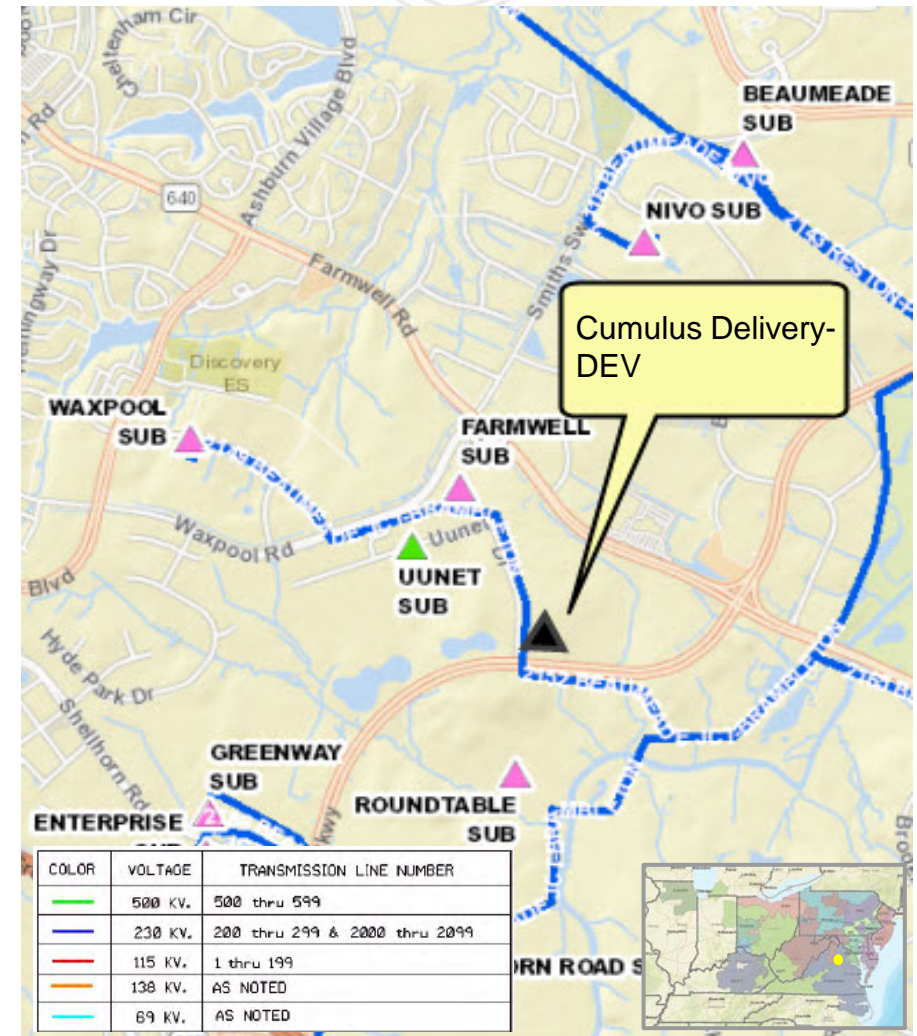 Cheltenham Cir
Ashburn Village Blvd
640
BEAUMEADE
SUB
NIVO SUB
Farmwell Rd
Discovery
ES
Cumulus Delivery-
DEV
WAXPOOL
SUB
FARMWELL
SUB
Waxpool Rd
Uunet Dr
UUNET
SUB
Blvd
Hyde Park Dr
Shellhorn Rd
GREENWAY
SUB
ENTERPRISE
ROUNDTABLE
SUB
COLOR VOLTAGE TRANSMISSION LINE NUMBER
500 KV. 500 thru 599
230 KV. 200 thru 299 & 2000 thru 2099
115 KV. 1 thru 199
138 KV. AS NOTED
69 KV. AS NOTED